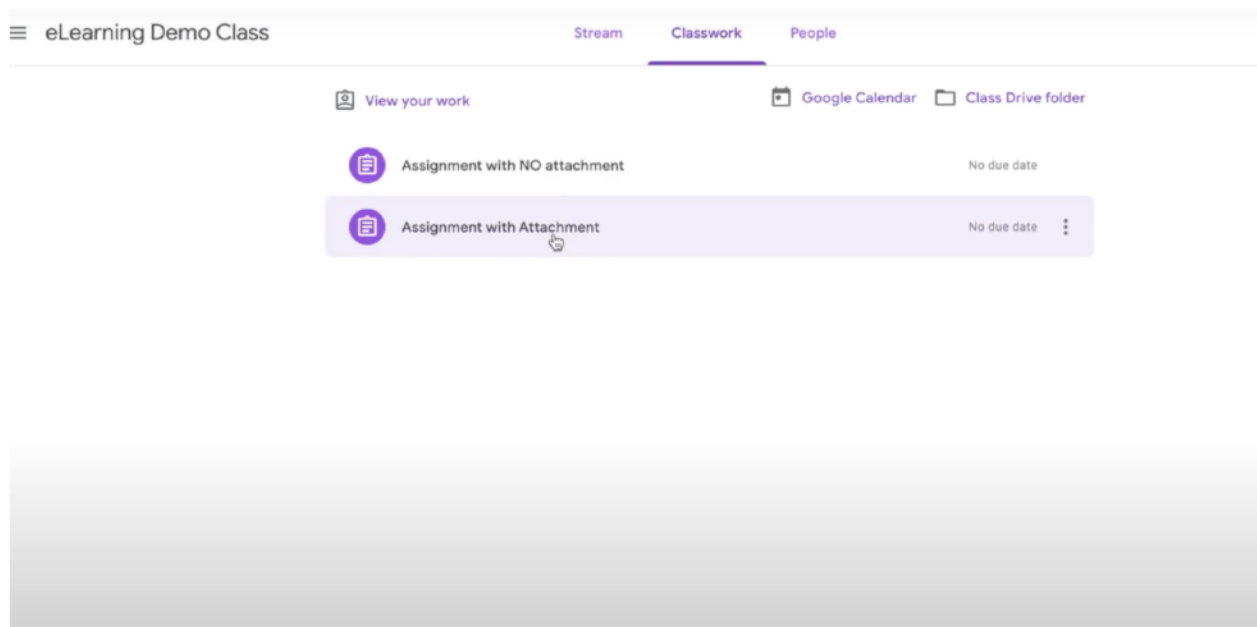 eLearning Demo Class
Stream Classwork People
View your work
Google Calendar Class Drive folder
Assignment with NO attachment No due date
Assignment with Attachment No due date